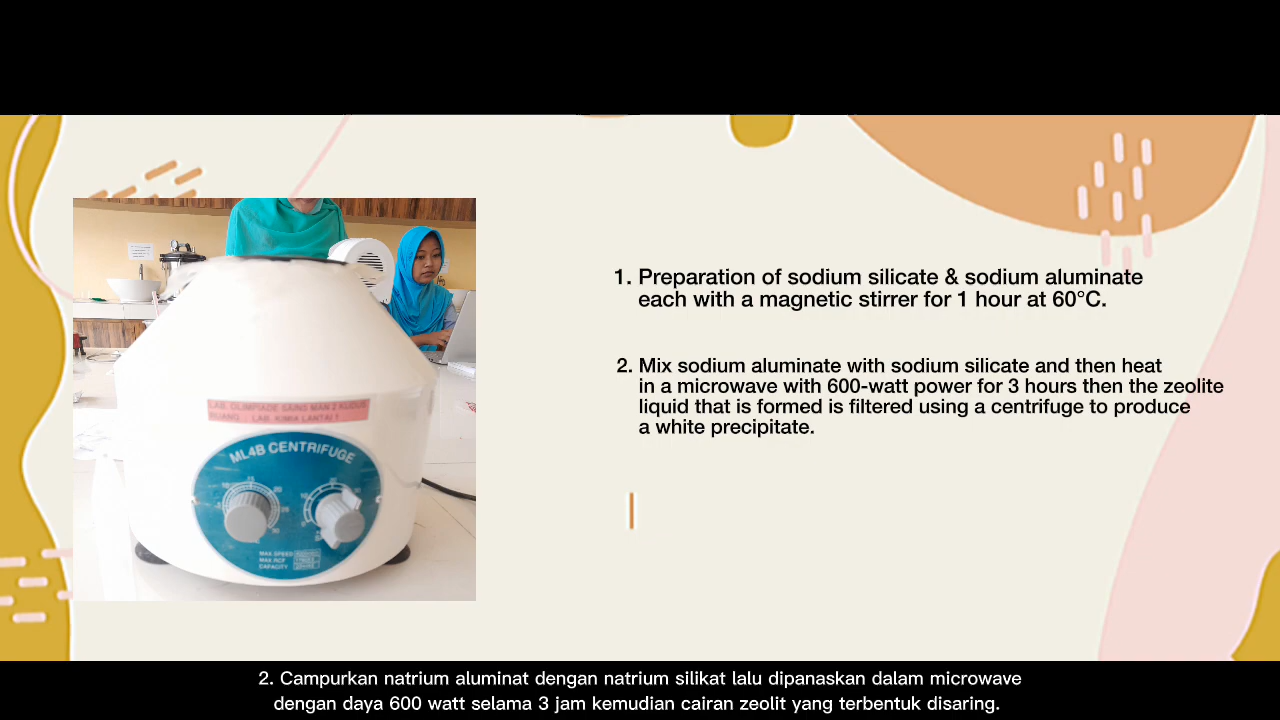 1. Preparation of sodium silicate & sodium aluminate
each with a magnetic stirrer for 1 hour at 60°C.
2. Mix sodium aluminate with sodium silicate and then heat
in a microwave with 600-watt power for 3 hours then the zeolite
liquid that is formed is filtered using a centrifuge to produce
a white precipitate.
LAB. OLIMPIADE SAINS MAN 2 KUDUS
RUANG : LAB. KIMIA LANTAI 1
ML4B CENTRIFUGE
MAX.SPEED
MAX.RCF
CAPACITY
2. Campurkan natrium aluminat dengan natrium silikat lalu dipanaskan dalam microwave
dengan daya 600 watt selama 3 jam kemudian cairan zeolit yang terbentuk disaring.